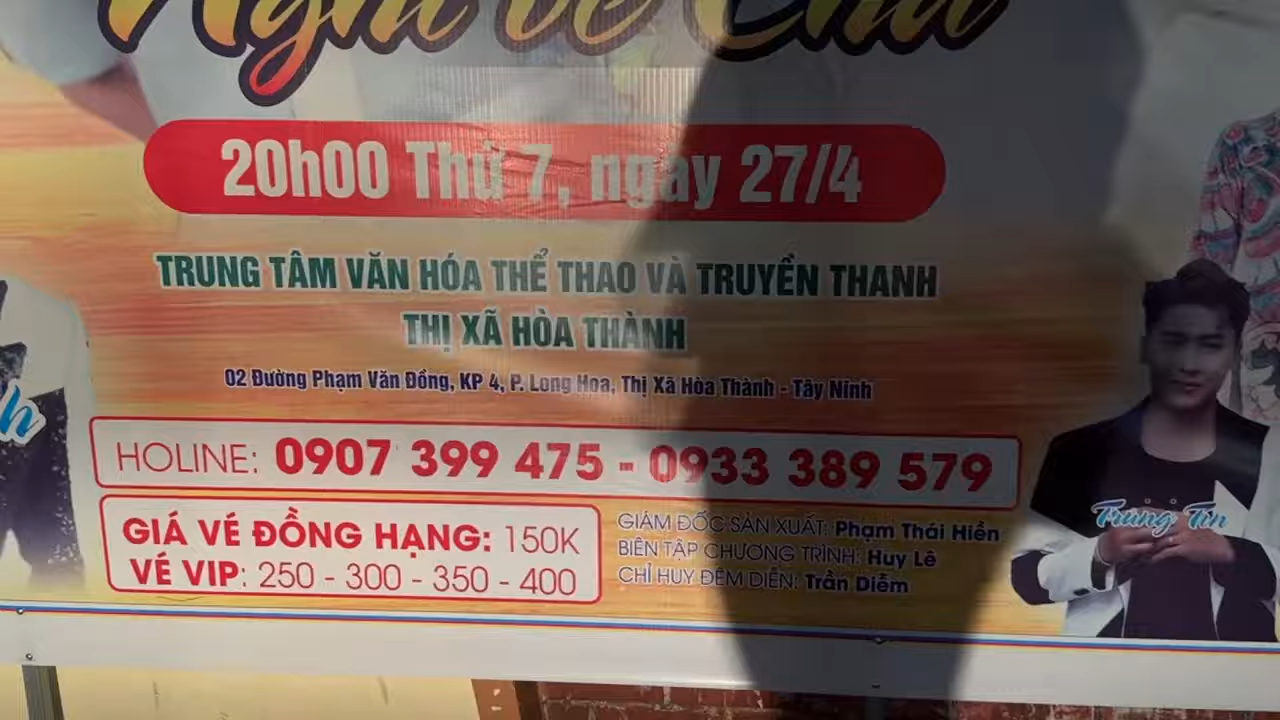 Nghĩ về Cha
20h00 Thứ 7, ngày 27/4
TRUNG TÂM VĂN HÓA THỂ THAO VÀ TRUYỀN THANH
THỊ XÃ HÒA THÀNH
02 Đường Phạm Văn Đồng, KP 4, P. Long Hoa, Thị Xã Hòa Thành - Tây Ninh
HOLINE: 0907 399 475 - 0933 389 579
GIÁ VÉ ĐỒNG HẠNG: 150K
VÉ VIP: 250 - 300 - 350 - 400
GIÁM ĐỐC SẢN XUẤT: Phạm Thái Hiền
BIÊN TẬP CHƯƠNG TRÌNH: Huy Lê
CHỈ HUY ĐÊM DIỄN: Trần Diễm
Trung Tín